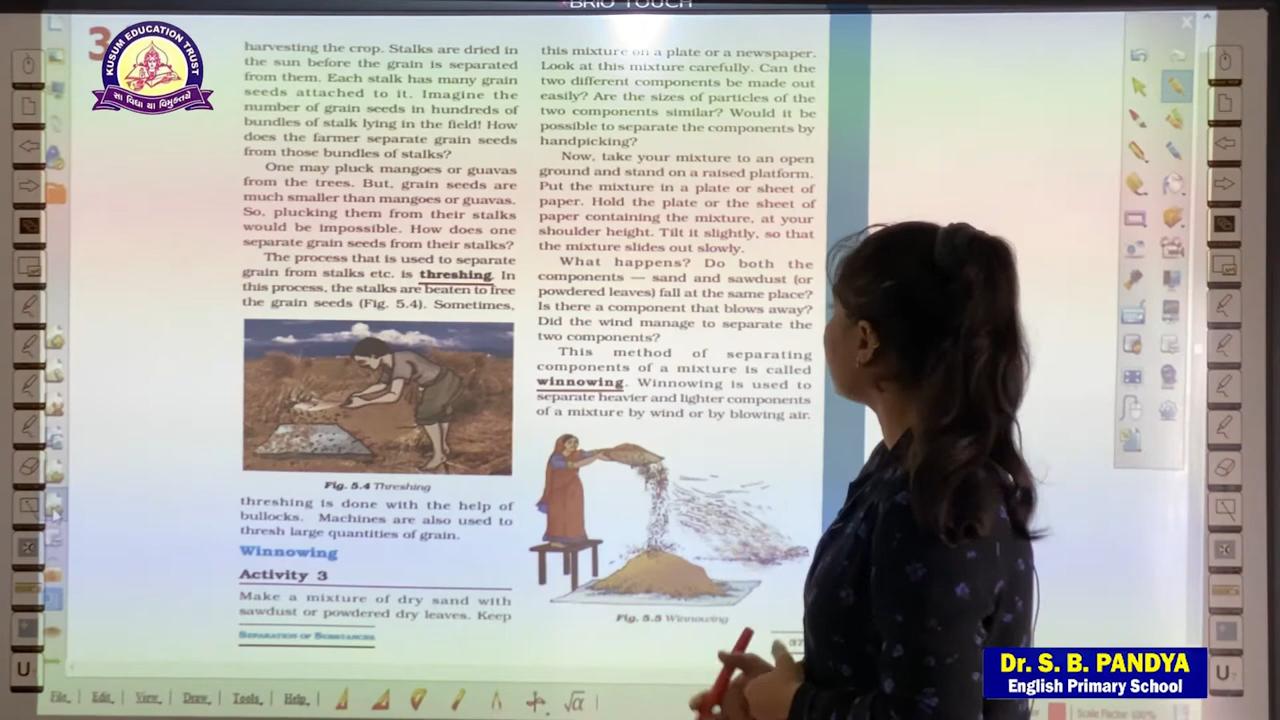 BRIO TOUCH
3
KUSUM EDUCATION TRUST
સા વિદ્યા યા વિમુક્તયે
harvesting the crop. Stalks are dried in
the sun before the grain is separated
from them. Each stalk has many grain
seeds attached to it. Imagine the
number of grain seeds in hundreds of
bundles of stalk lying in the field! How
does the farmer separate grain seeds
from those bundles of stalks?
One may pluck mangoes or guavas
from the trees. But, grain seeds are
much smaller than mangoes or guavas.
So, plucking them from their stalks
would be impossible. How does one
separate grain seeds from their stalks?
The process that is used to separate
grain from stalks etc. is threshing. In
this process, the stalks are beaten to free
the grain seeds (Fig. 5.4). Sometimes,
Fig. 5.4 Threshing
threshing is done with the help of
bullocks. Machines are also used to
thresh large quantities of grain.
Winnowing
Activity 3
Make a mixture of dry sand with
sawdust or powdered dry leaves. Keep
SEPARATION OF SUBSTANCES
this mixture on a plate or a newspaper.
Look at this mixture carefully. Can the
two different components be made out
easily? Are the sizes of particles of the
two components similar? Would it be
possible to separate the components by
handpicking?
Now, take your mixture to an open
ground and stand on a raised platform.
Put the mixture in a plate or sheet of
paper. Hold the plate or the sheet of
paper containing the mixture, at your
shoulder height. Tilt it slightly, so that
the mixture slides out slowly.
What happens? Do both the
components — sand and sawdust (or
powdered leaves) fall at the same place?
Is there a component that blows away?
Did the wind manage to separate the
two components?
This method of separating
components of a mixture is called
winnowing. Winnowing is used to
separate heavier and lighter components
of a mixture by wind or by blowing air.
Fig. 5.5 Winnowing
37
File. Edit. View. Draw. Tools. Help.
√α
Scale Factor 100%
U
U
Dr. S. B. PANDYA
English Primary School